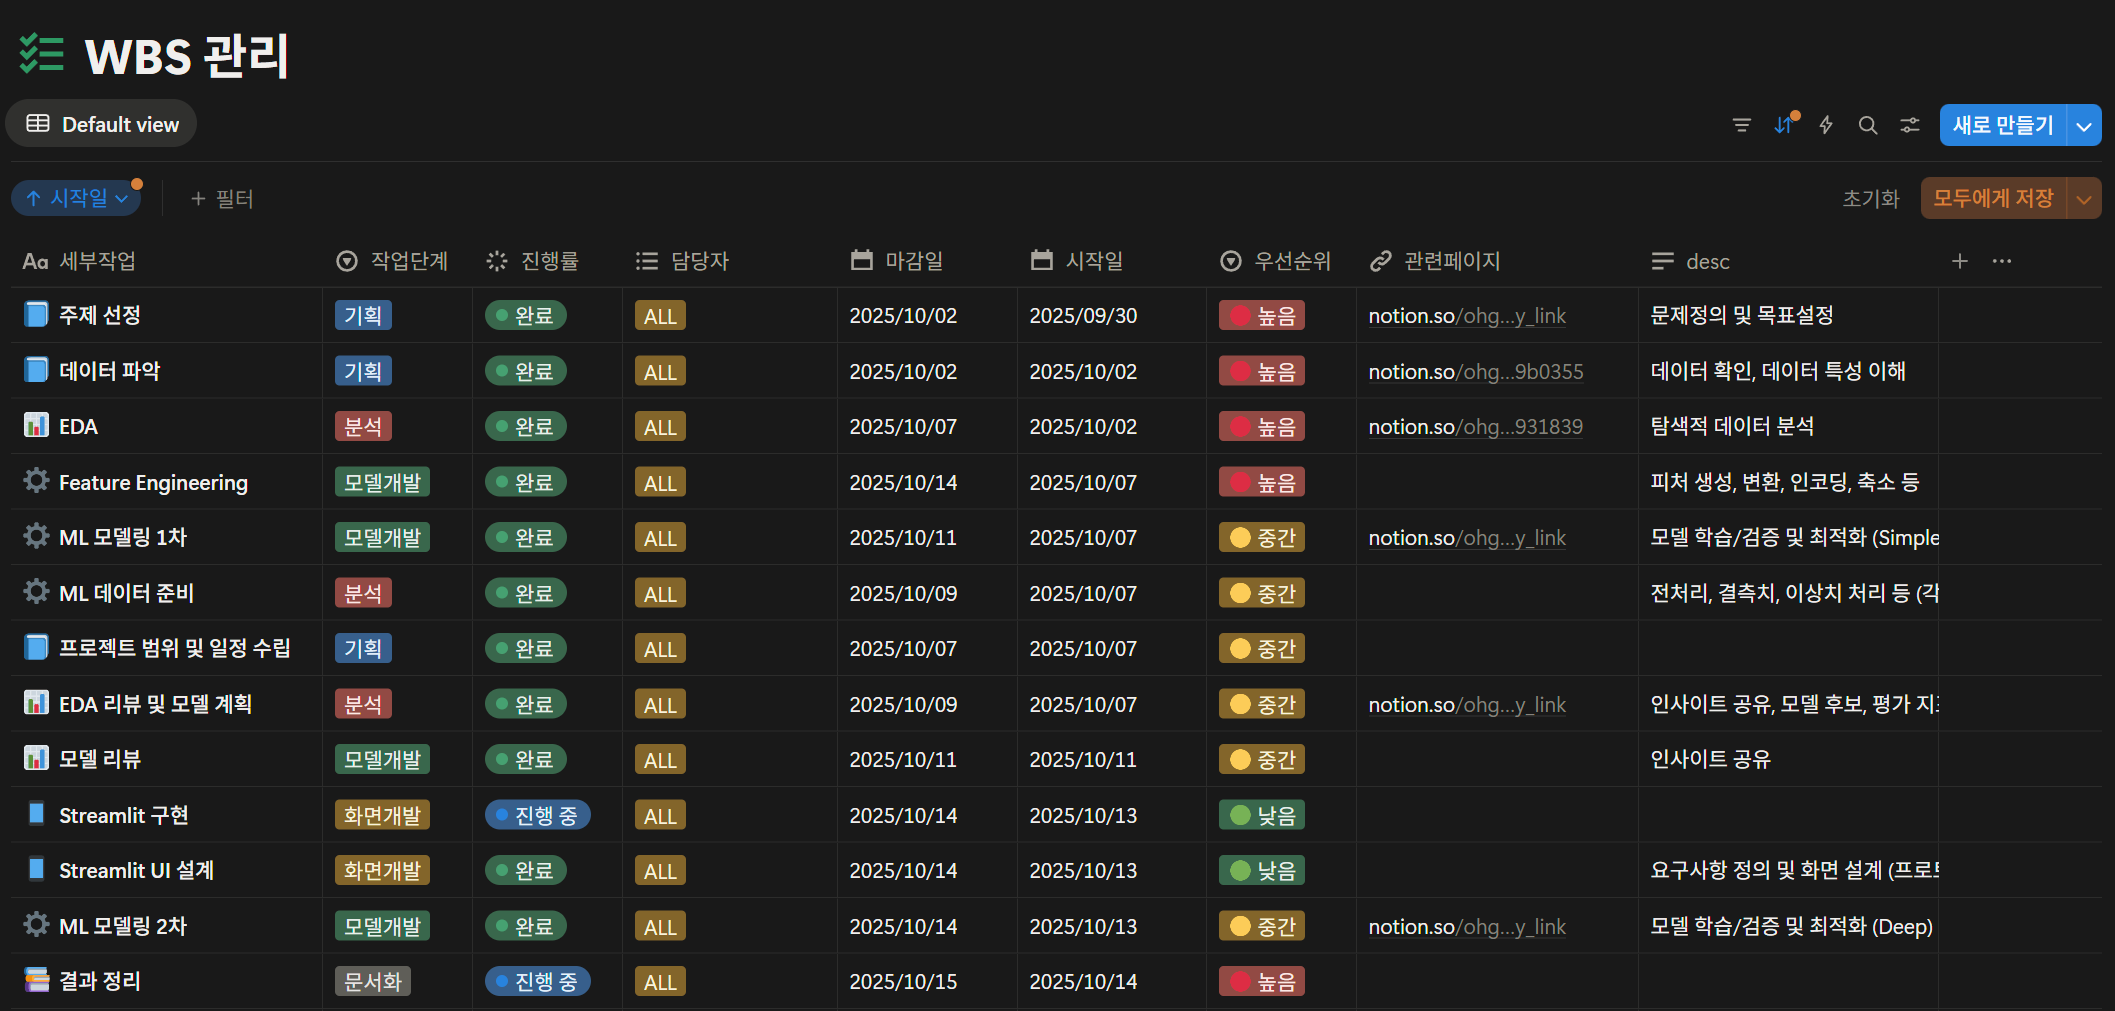 WBS 관리
Default view
새로 만들기
시작일 + 필터 초기화 모두에게 저장
Aa 세부작업 작업단계 진행률 담당자 마감일 시작일 우선순위 관련페이지 desc + ...
주제 선정 기획 완료 ALL 2025/10/02 2025/09/30 높음 notion.so/ohg...y_link 문제정의 및 목표설정
데이터 파악 기획 완료 ALL 2025/10/02 2025/10/02 높음 notion.so/ohg...9b0355 데이터 확인, 데이터 특성 이해
EDA 분석 완료 ALL 2025/10/07 2025/10/02 높음 notion.so/ohg...931839 탐색적 데이터 분석
Feature Engineering 모델개발 완료 ALL 2025/10/14 2025/10/07 높음 피처 생성, 변환, 인코딩, 축소 등
ML 모델링 1차 모델개발 완료 ALL 2025/10/11 2025/10/07 중간 notion.so/ohg...y_link 모델 학습/검증 및 최적화 (Simple
ML 데이터 준비 분석 완료 ALL 2025/10/09 2025/10/07 중간 전처리, 결측치, 이상치 처리 등 (각
프로젝트 범위 및 일정 수립 기획 완료 ALL 2025/10/07 2025/10/07 중간
EDA 리뷰 및 모델 계획 분석 완료 ALL 2025/10/09 2025/10/07 중간 notion.so/ohg...y_link 인사이트 공유, 모델 후보, 평가
모델 리뷰 모델개발 완료 ALL 2025/10/11 2025/10/11 중간 인사이트 공유
Streamlit 구현 화면개발 진행 중 ALL 2025/10/14 2025/10/13 낮음
Streamlit UI 설계 화면개발 완료 ALL 2025/10/14 2025/10/13 낮음 요구사항 정의 및 화면 설계
ML 모델링 2차 모델개발 완료 ALL 2025/10/14 2025/10/13 중간 notion.so/ohg...y_link 모델 학습/검증 및 최적화 (Deep)
결과 정리 문서화 진행 중 ALL 2025/10/15 2025/10/14 높음